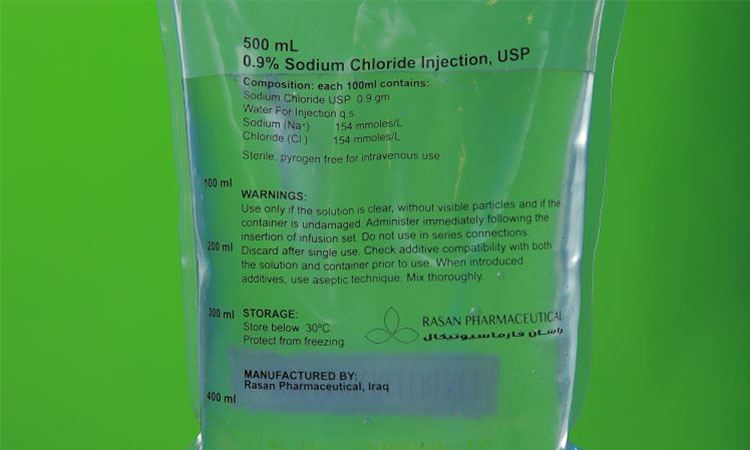 500 mL
0.9% Sodium Chloride Injection, USP
Composition: each 100ml contains:
Sodium Chloride USP 0.9 gm
Water For Injection q.s
Sodium (Na+) 154 mmoles/L
Chloride (Cl-) 154 mmoles/L
Sterile, pyrogen free for intravenous use
100 ml
WARNINGS:
Use only if the solution is clear, without visible particles and if the
container is undamaged Administer immediately following the
insertion of infusion set. Do not use in series connections.
200 ml
Discard after single use. Check additive compatibility with both
the solution and container prior to use. When introduced
additives, use aseptic technique. Mix thoroughly.
300 ml
STORAGE:
Store below 30ºC.
Protect from freezing.
RASAN PHARMACEUTICAL
راسان فارماسيوتيكال
MANUFACTURED BY:
Rasan Pharmaceutical, Iraq
400 ml